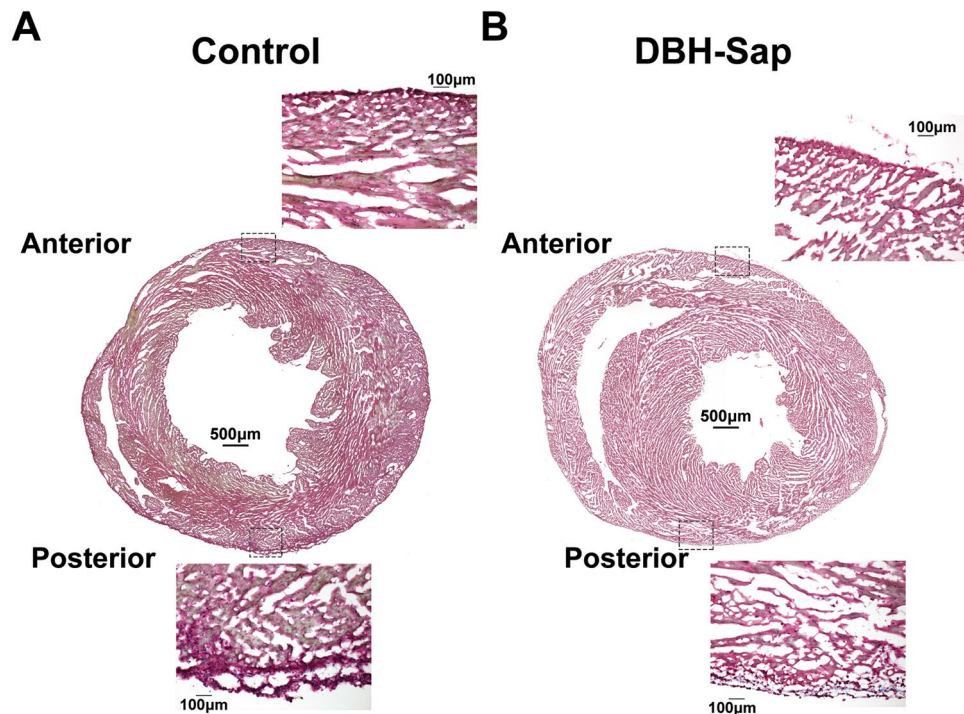 A
Control
100µm
Anterior
500µm
Posterior
100µm
B
DBH-Sap
100µm
Anterior
500µm
Posterior
100µm